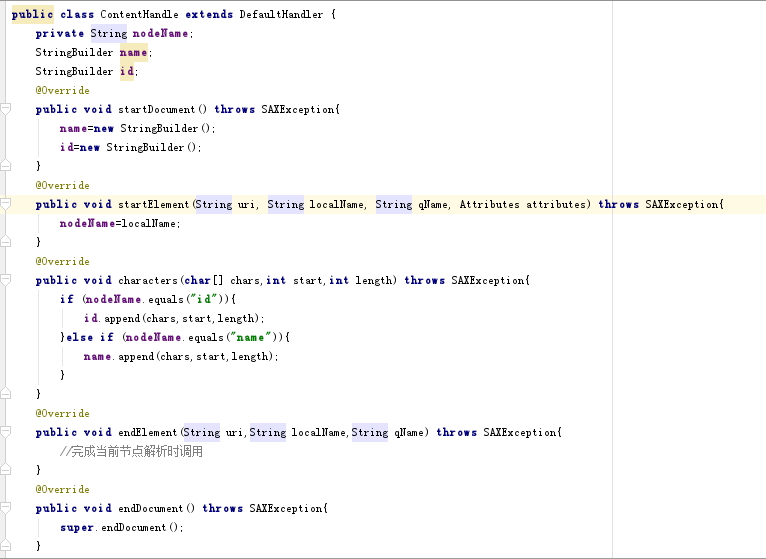 public class ContentHandle extends DefaultHandler {
private String nodeName;
StringBuilder name;
StringBuilder id;
@Override
public void startDocument() throws SAXException{
name=new StringBuilder();
id=new StringBuilder();
}
@Override
public void startElement(String uri, String localName, String qName, Attributes attributes) throws SAXException{
nodeName=localName;
}
@Override
public void characters(char[] chars,int start,int length) throws SAXException{
if (nodeName.equals("id")){
id.append(chars,start,length);
}else if (nodeName.equals("name")){
name.append(chars,start,length);
}
}
@Override
public void endElement(String uri,String localName,String qName) throws SAXException{
//完成当前节点解析时调用
}
@Override
public void endDocument() throws SAXException{
super.endDocument();
}